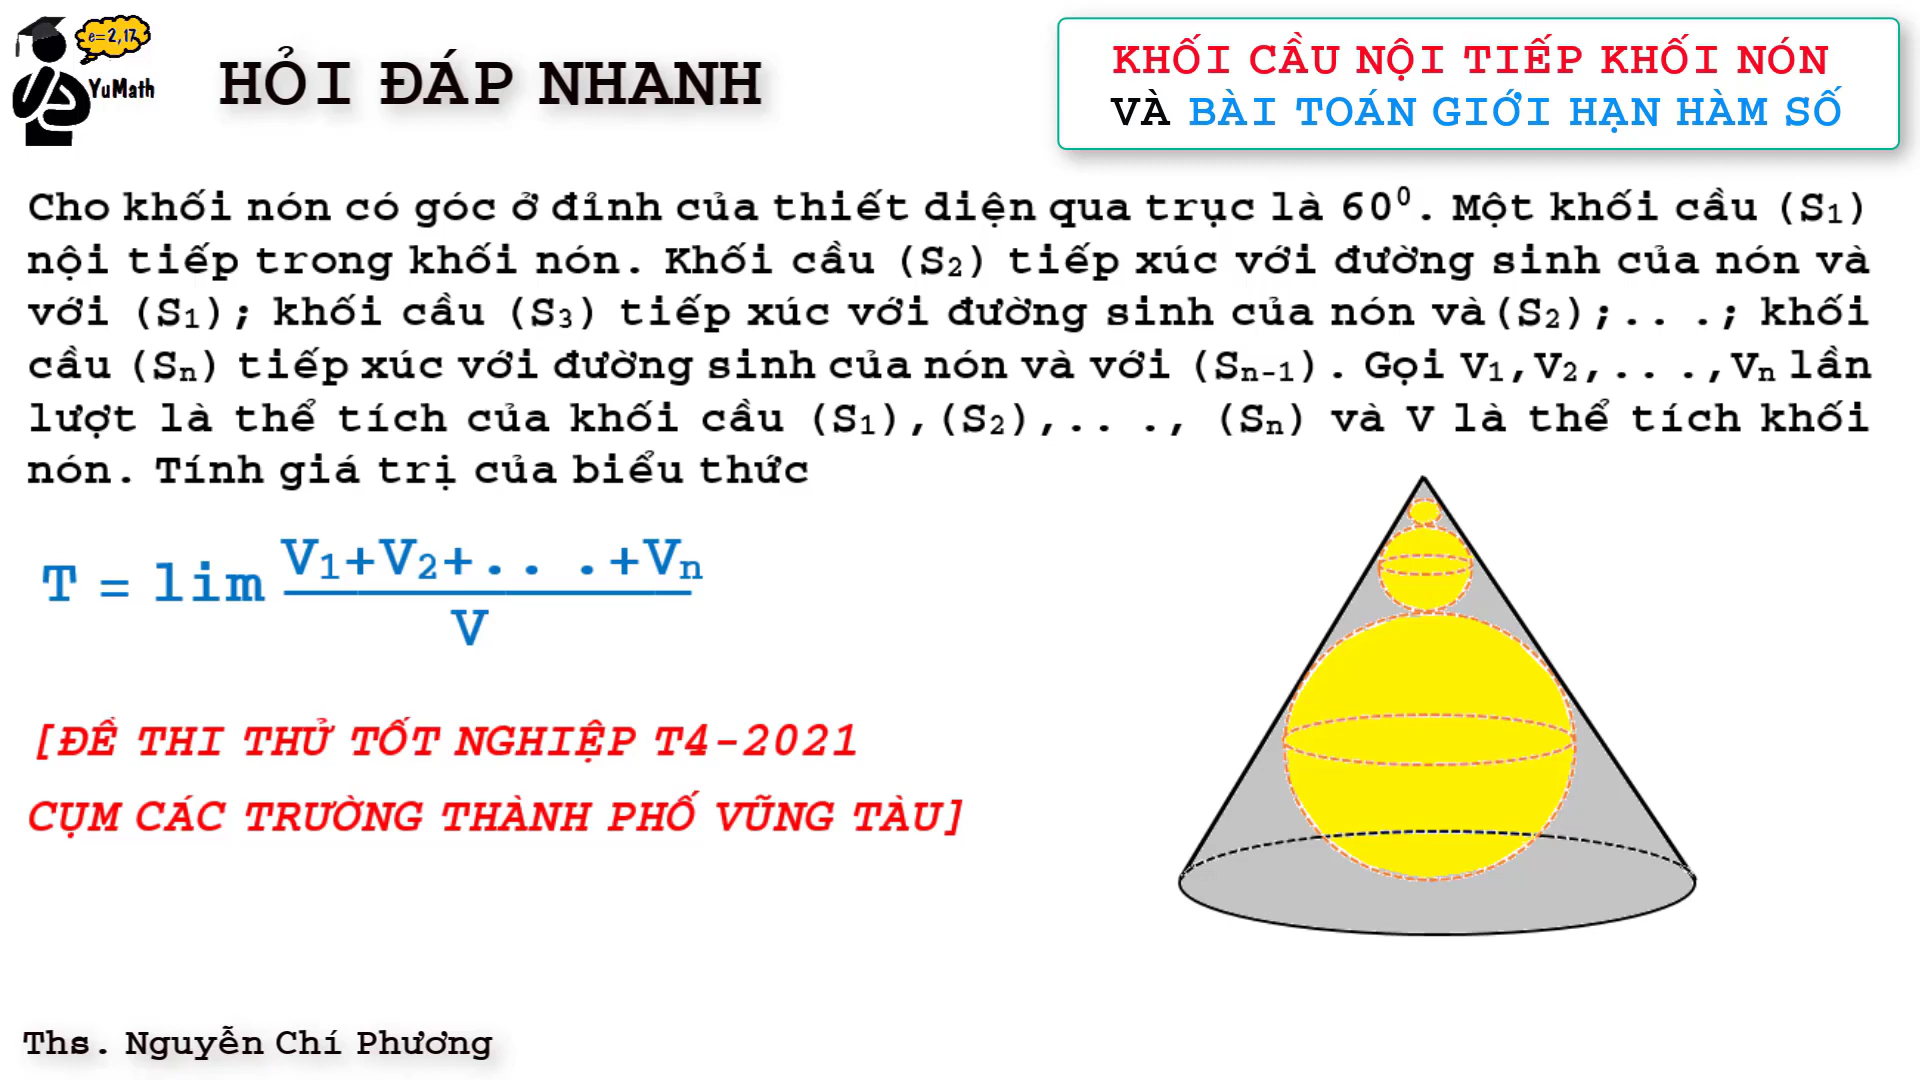 e=2,17
YuMath
HỎI ĐÁP NHANH
KHỐI CẦU NỘI TIẾP KHỐI NÓN
VÀ BÀI TOÁN GIỚI HẠN HÀM SỐ
Cho khối nón có góc ở đỉnh của thiết diện qua trục là 60⁰. Một khối cầu (S₁)
nội tiếp trong khối nón. Khối cầu (S₂) tiếp xúc với đường sinh của nón và
với (S₁); khối cầu (S₃) tiếp xúc với đường sinh của nón và(S₂);...; khối
cầu (Sₙ) tiếp xúc với đường sinh của nón và với (Sₙ₋₁). Gọi V₁,V₂,...,Vₙ lần
lượt là thể tích của khối cầu (S₁),(S₂),..., (Sₙ) và V là thể tích khối
nón. Tính giá trị của biểu thức
T = lim (V₁+V₂+...+Vₙ)/V
[ĐỀ THI THỬ TỐT NGHIỆP T4-2021
CỤM CÁC TRƯỜNG THÀNH PHỐ VŨNG TÀU]
Ths. Nguyễn Chí Phương